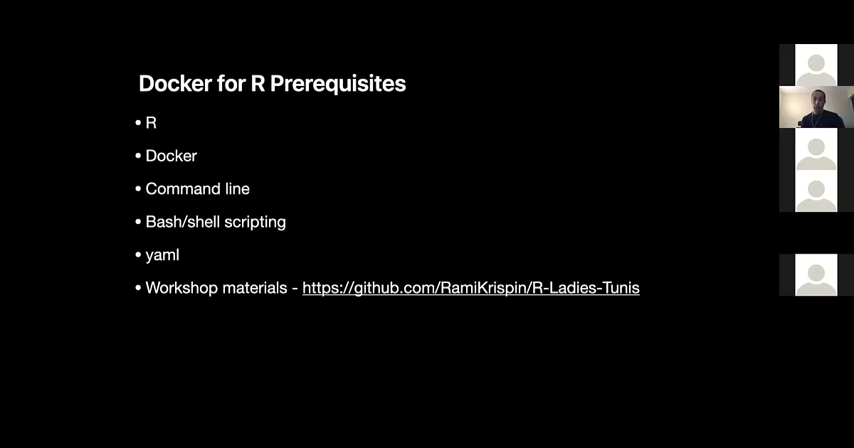 Docker for R Prerequisites
• R
• Docker
• Command line
• Bash/shell scripting
• yaml
• Workshop materials - https://github.com/RamiKrispin/R-Ladies-Tunis